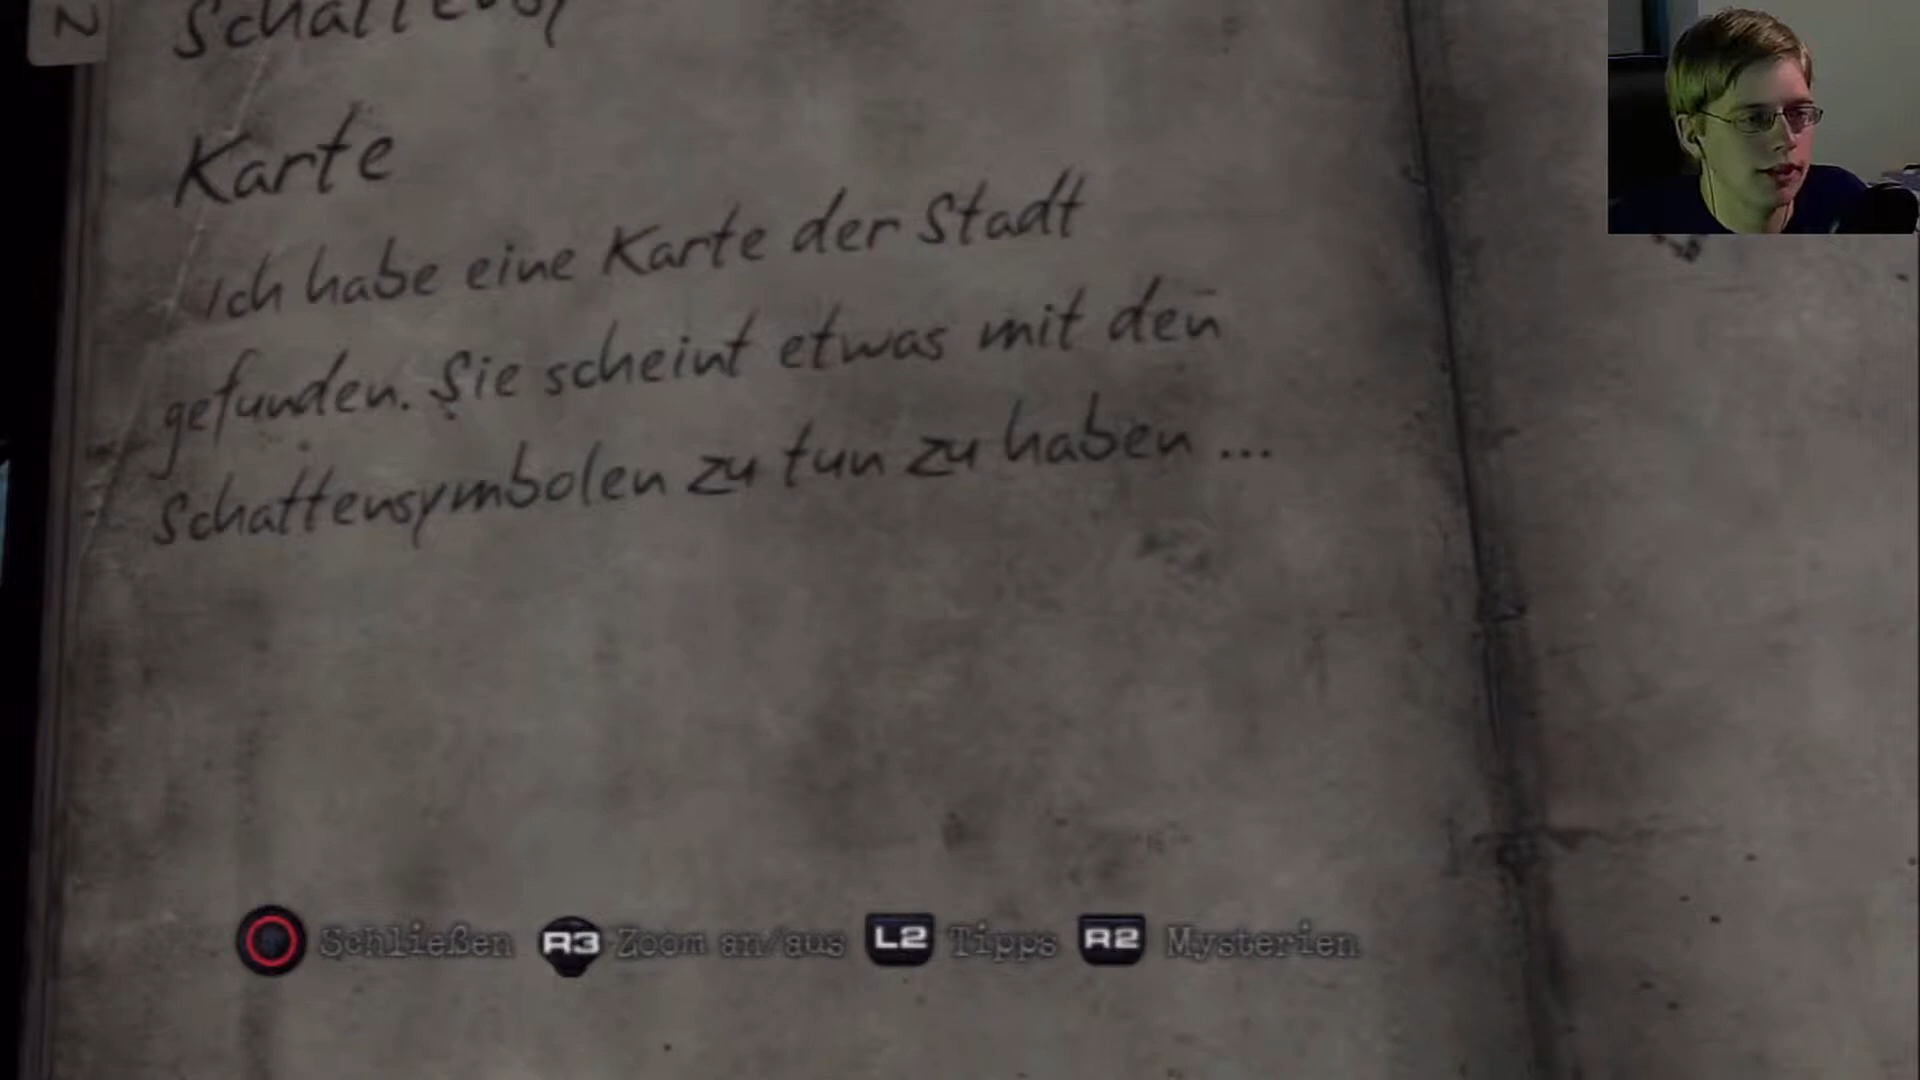 Karte
Ich habe eine Karte der Stadt
gefunden. Sie scheint etwas mit den
Schattensymbolen zu tun zu haben ...
Schließen R3 Zoom an/aus L2 Tipps R2 Mysterien